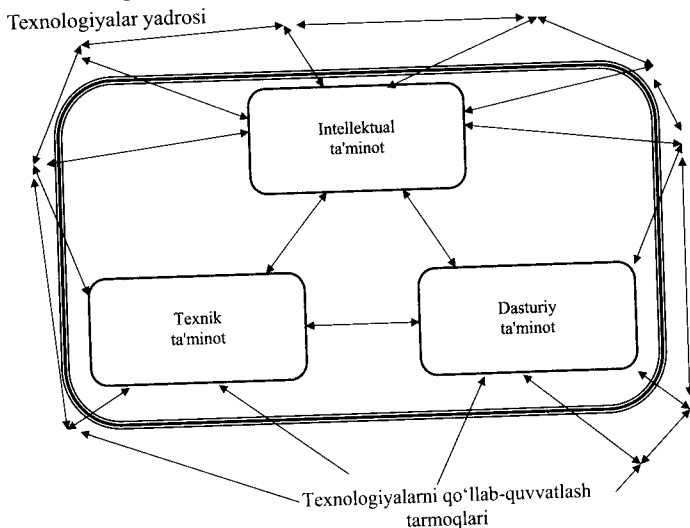 Texnologiyalar yadrosi
Intellektual
ta'minot
Texnik
ta'minot
Dasturiy
ta'minot
Texnologiyalarni qo‘llab-quvvatlash
tarmoqlari